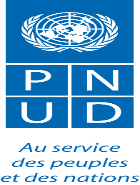 P N
U D
Au service
des peuples
et des nations